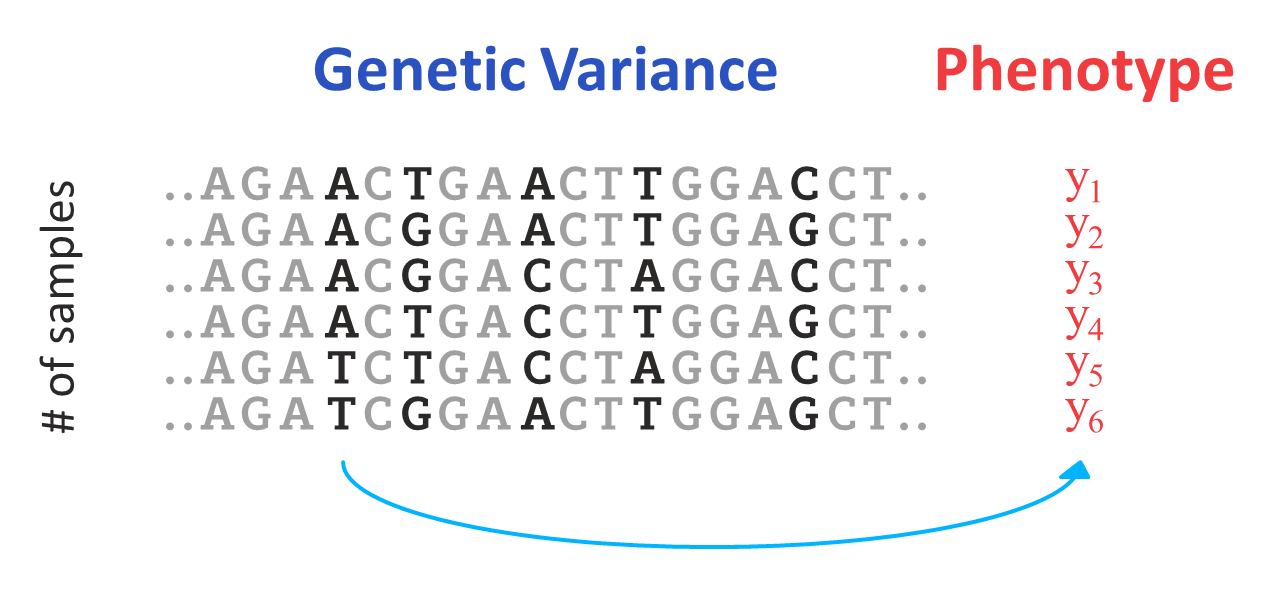 Genetic Variance Phenotype
# of samples
..AGAACTGAACTTGGACCT.. y1
..AGAACGGAACTTGGAGCT.. y2
..AGAACGGACCTAGGACCT.. y3
..AGAACTGACCTTGGAGCT.. y4
..AGATCTGACCTAGGACCT.. y5
..AGATCGGAACTTGGAGCT.. y6